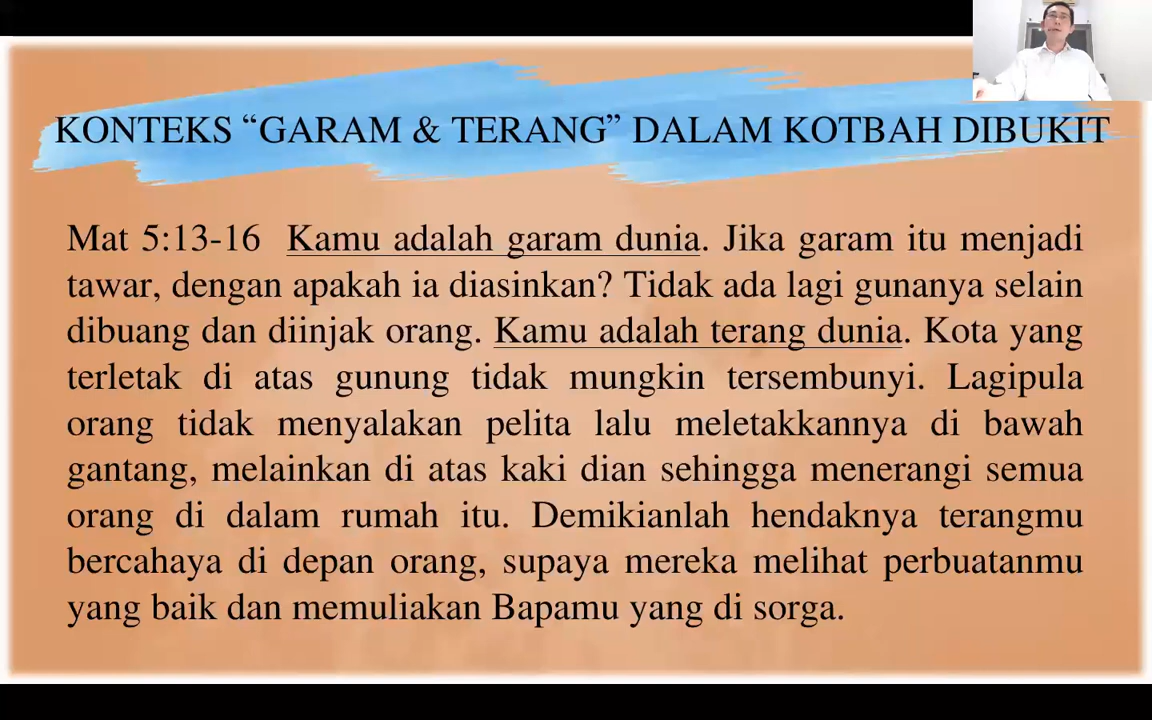 KONTEKS “GARAM & TERANG” DALAM KOTBAH DIBUKIT
Mat 5:13-16 Kamu adalah garam dunia. Jika garam itu menjadi
tawar, dengan apakah ia diasinkan? Tidak ada lagi gunanya selain
dibuang dan diinjak orang. Kamu adalah terang dunia. Kota yang
terletak di atas gunung tidak mungkin tersembunyi. Lagipula
orang tidak menyalakan pelita lalu meletakkannya di bawah
gantang, melainkan di atas kaki dian sehingga menerangi semua
orang di dalam rumah itu. Demikianlah hendaknya terangmu
bercahaya di depan orang, supaya mereka melihat perbuatanmu
yang baik dan memuliakan Bapamu yang di sorga.